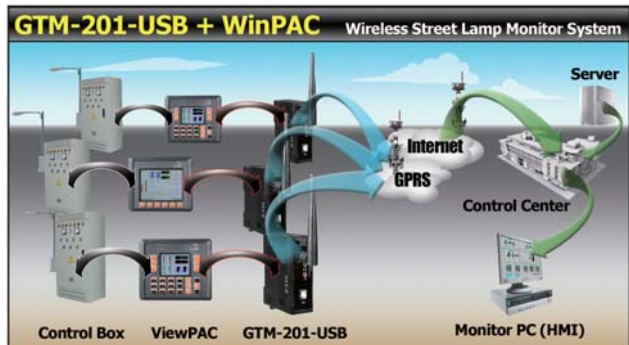 GTM-201-USB + WinPAC Wireless Street Lamp Monitor System
Server
Internet
GPRS
Control Center
Control Box ViewPAC GTM-201-USB Monitor PC (HMI)